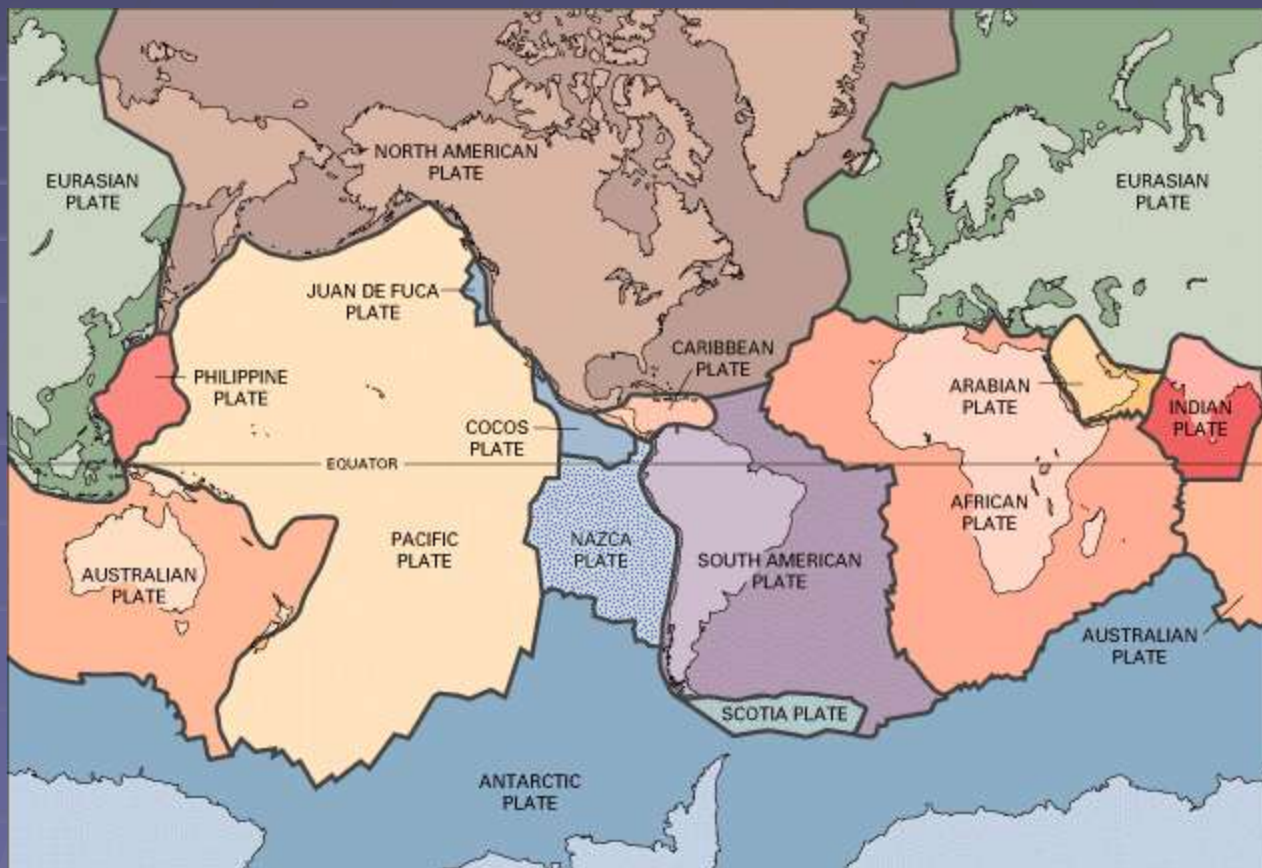 NORTH AMERICAN
PLATE
EURASIAN
PLATE
EURASIAN
PLATE
JUAN DE FUCA
PLATE
CARIBBEAN
PLATE
PHILIPPINE
PLATE
ARABIAN
PLATE
INDIAN
PLATE
COCOS
PLATE
EQUATOR
AFRICAN
PLATE
PACIFIC
PLATE
NAZCA
PLATE
SOUTH AMERICAN
PLATE
AUSTRALIAN
PLATE
AUSTRALIAN
PLATE
SCOTIA PLATE
ANTARCTIC
PLATE